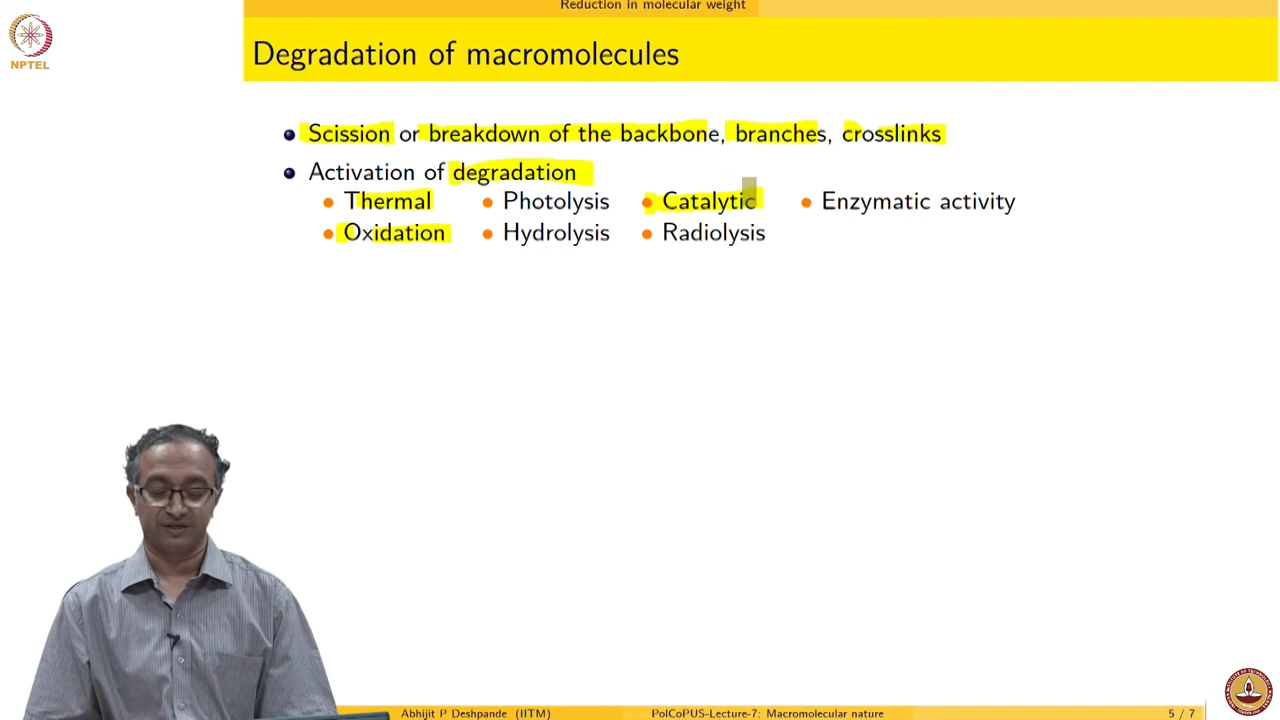 Reduction in molecular weight
NPTEL
Degradation of macromolecules
Scission or breakdown of the backbone, branches, crosslinks
Activation of degradation
Thermal Photolysis Catalytic Enzymatic activity
Oxidation Hydrolysis Radiolysis
Abhijit P Deshpande (IITM) PolCoPUS-Lecture-7: Macromolecular nature 5 / 7